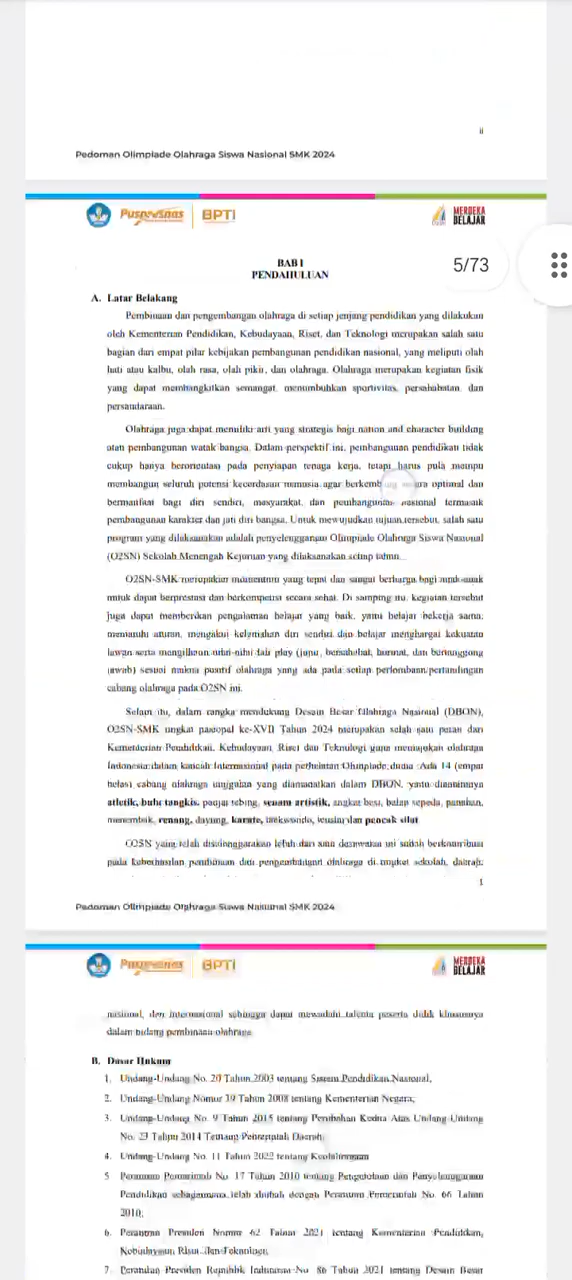 ii
Pedoman Olimpiade Olahraga Siswa Nasional SMK 2024
Puspresnas BPTI MERDEKA BELAJAR
BAB I
PENDAHULUAN
5/73
A. Latar Belakang
Pembinaan dan pengembangan olahraga di setiap jenjang pendidikan yang dilakukan
oleh Kementerian Pendidikan, Kebudayaan, Riset, dan Teknologi merupakan salah satu
bagian dari empat pilar kebijakan pembangunan pendidikan nasional, yang meliputi olah
hati atau kalbu, olah rasa, olah pikir, dan olahraga. Olahraga merupakan kegiatan fisik
yang dapat membangkitkan semangat, menumbuhkan sportivitas, persahabatan, dan
persaudaraan.
Olahraga juga dapat memiliki arti yang strategis bagi nation and character building
atau pembangunan watak bangsa. Dalam perspektif ini, pembangunan pendidikan tidak
cukup hanya berorientasi pada penyiapan tenaga kerja, tetapi harus pula mampu
membangun seluruh potensi kecerdasan manusia agar optimal dan
bermanfaat bagi diri sendiri, masyarakat, dan pembangunan nasional termasuk
pembangunan karakter dan jati diri bangsa. Untuk mewujudkan tujuan tersebut, salah satu
program yang dilaksanakan adalah penyelenggaraan Olimpiade Olahraga Siswa Nasional
(O2SN) Sekolah Menengah Kejuruan yang dilaksanakan setiap tahun.
O2SN-SMK merupakan momentum yang tepat dan sangat berharga bagi anak-anak
untuk dapat berprestasi dan berkompetisi secara sehat. Di samping itu, kegiatan tersebut
juga dapat memberikan pengalaman belajar yang baik, yaitu belajar bekerja sama,
mematuhi aturan, mengakui kelemahan diri sendiri dan belajar menghargai kekuatan
lawan serta nilai-nilai fair play (jujur, bersahabat, hormat, dan bertanggung
jawab) sesuai makna positif olahraga yang ada pada setiap perlombaan/pertandingan
cabang olahraga pada O2SN ini.
Selain itu, dalam rangka mendukung Desain Besar Olahraga Nasional (DBON),
O2SN-SMK tingkat nasional ke-XVII Tahun 2024 merupakan salah satu peran dari
Kementerian Pendidikan, Kebudayaan, Riset dan Teknologi guna memajukan olahraga
Indonesia dalam kancah Internasional pada perhelatan Olimpiade dunia. Ada 14 (empat
belas) cabang olahraga unggulan yang diamanatkan dalam DBON, yaitu diantaranya
atletik, bulu tangkis, panjat tebing, senam artistik, angkat besi, balap sepeda, panahan,
menembak, renang, dayung, karate, taekwondo, wushu dan pencak silat
O2SN yang telah diselenggarakan lebih dari satu dasawarsa ini sudah berkontribusi
pada keberhasilan pembinaan dan pengembangan olahraga di tingkat sekolah, daerah,
1
Pedoman Olimpiade Olahraga Siswa Nasional SMK 2024
Puspresnas BPTI MERDEKA BELAJAR
nasional, dan internasional sehingga dapat mewadahi talenta peserta didik khususnya
dalam bidang pembinaan olahraga.
B. Dasar Hukum
1. Undang-Undang No. 20 Tahun 2003 tentang Sistem Pendidikan Nasional;
2. Undang-Undang Nomor 39 Tahun 2008 tentang Kementerian Negara;
3. Undang-Undang No. 9 Tahun 2015 tentang Perubahan Kedua Atas Undang-Undang
No. 23 Tahun 2014 Tentang Pemerintah Daerah;
4. Undang-Undang No. 11 Tahun 2022 tentang Keolahragaan
5 Peraturan Pemerintah No. 17 Tahun 2010 tentang Pengelolaan dan Penyelenggaraan
Pendidikan sebagaimana telah diubah dengan Peraturan Pemerintah No. 66 Tahun
2010;
6. Peraturan Presiden Nomor 62 Tahun 2021 tentang Kementerian Pendidikan,
Kebudayaan, Riset, dan Teknologi;
7. Peraturan Presiden Republik Indonesia No. 86 Tahun 2021 tentang Desain Besar